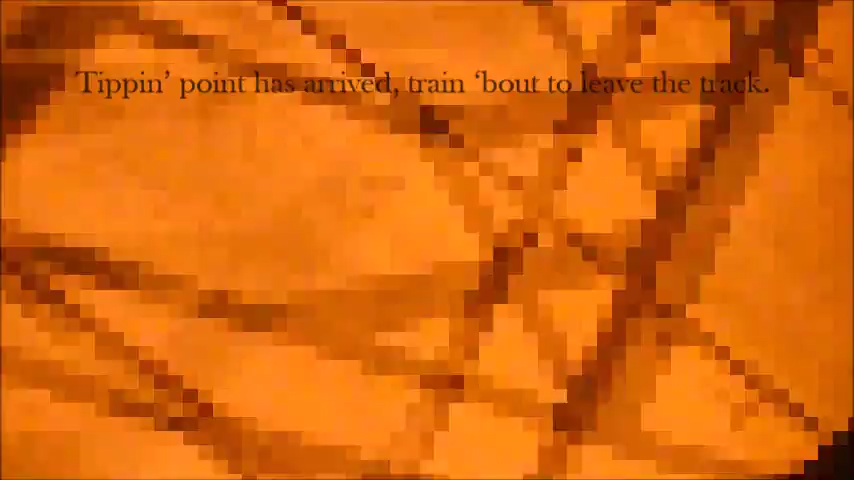 Tippin’ point has arrived, train ‘bout to leave the track.